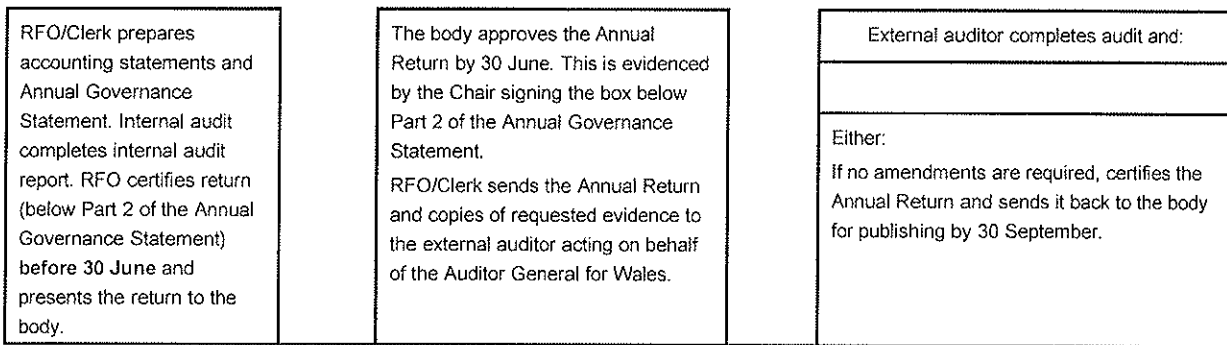 RFO/Clerk prepares
accounting statements and
Annual Governance
Statement. Internal audit
completes internal audit
report. RFO certifies return
(below Part 2 of the Annual
Governance Statement)
before 30 June and
presents the return to the
body.
The body approves the Annual
Return by 30 June. This is evidenced
by the Chair signing the box below
Part 2 of the Annual Governance
Statement.
RFO/Clerk sends the Annual Return
and copies of requested evidence to
the external auditor acting on behalf
of the Auditor General for Wales.
External auditor completes audit and:
Either:
If no amendments are required, certifies the
Annual Return and sends it back to the body
for publishing by 30 September.